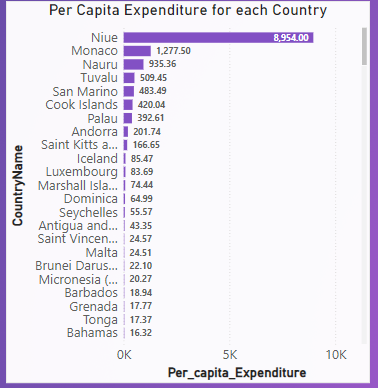 Per Capita Expenditure for each Country
CountryName
Niue 8,954.00
Monaco 1,277.50
Nauru 935.36
Tuvalu 509.45
San Marino 483.49
Cook Islands 420.04
Palau 392.61
Andorra 201.74
Saint Kitts a... 166.65
Iceland 85.47
Luxembourg 83.69
Marshall Isla... 74.44
Dominica 64.99
Seychelles 55.57
Antigua and... 43.35
Saint Vincen... 24.57
Malta 24.51
Brunei Darus... 22.10
Micronesia (... 20.27
Barbados 18.94
Grenada 17.77
Tonga 17.37
Bahamas 16.32
0K 5K 10K
Per_capita_Expenditure